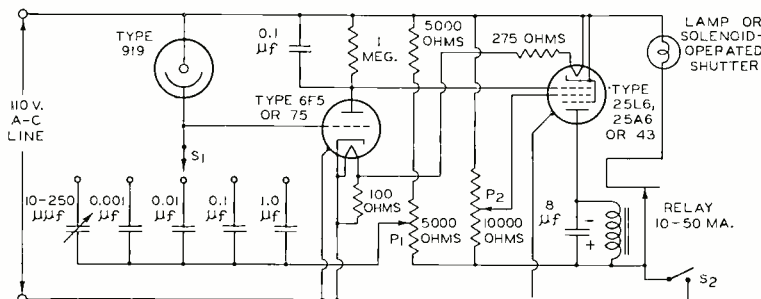 TYPE
919
0.1
μf
1
MEG.
5000
OHMS
275 OHMS
LAMP OR
SOLENOID-
OPERATED
SHUTTER
110 V.
A-C
LINE
TYPE 6F5
OR 75
TYPE
25L6,
25A6
OR 43
S1
10-250
μμf
0.001
μf
0.01
μf
0.1
μf
1.0
μf
100
OHMS
P1
5000
OHMS
P2
10000
OHMS
8
μf
-
+
RELAY
10-50 MA.
S2